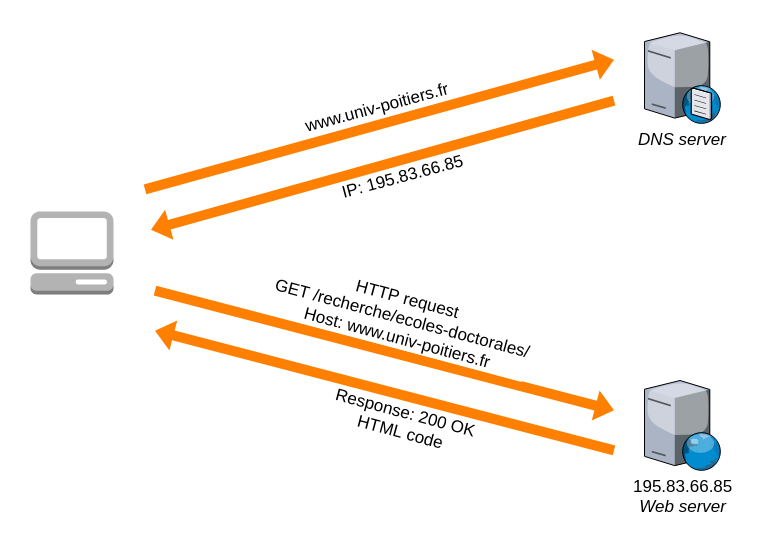 www.univ-poitiers.fr
DNS server
IP: 195.83.66.85
HTTP request
GET /recherche/ecoles-doctorales/
Host: www.univ-poitiers.fr
Response: 200 OK
HTML code
195.83.66.85
Web server